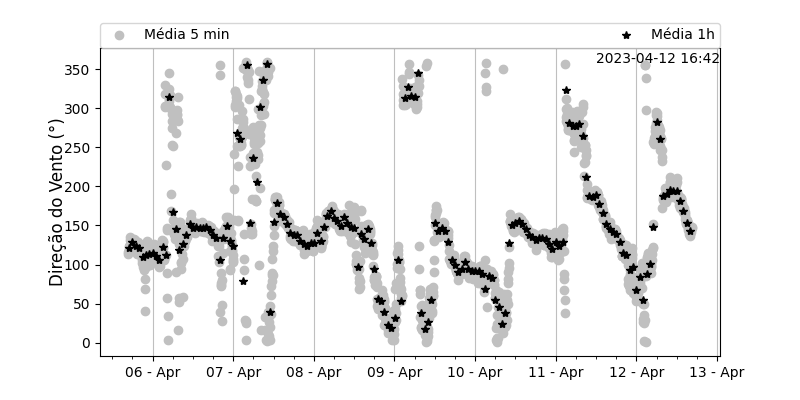 Média 5 min
Média 1h
2023-04-12 16:42
Direção do Vento (°)
350
300
250
200
150
100
50
0
06 - Apr
07 - Apr
08 - Apr
09 - Apr
10 - Apr
11 - Apr
12 - Apr
13 - Apr